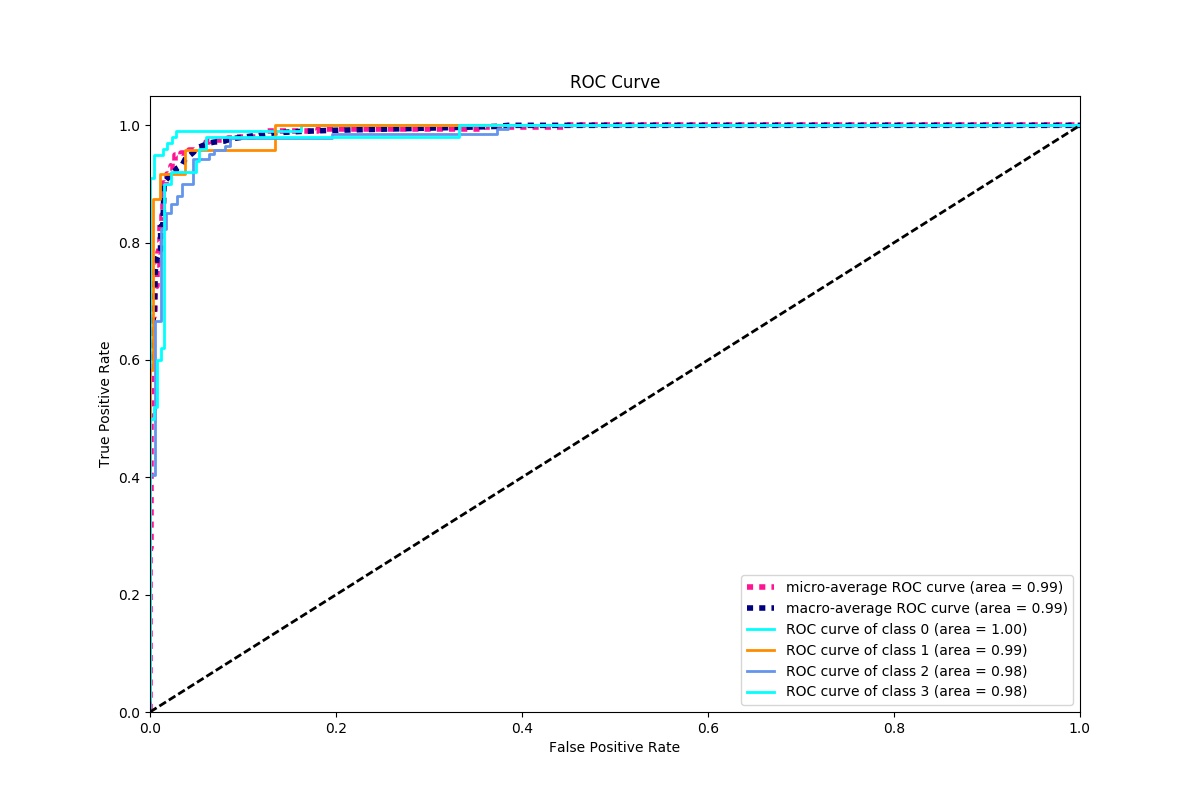 ROC Curve
True Positive Rate
1.0
0.8
0.6
0.4
0.2
0.0
micro-average ROC curve (area = 0.99)
macro-average ROC curve (area = 0.99)
ROC curve of class 0 (area = 1.00)
ROC curve of class 1 (area = 0.99)
ROC curve of class 2 (area = 0.98)
ROC curve of class 3 (area = 0.98)
0.0 0.2 0.4 0.6 0.8 1.0
False Positive Rate